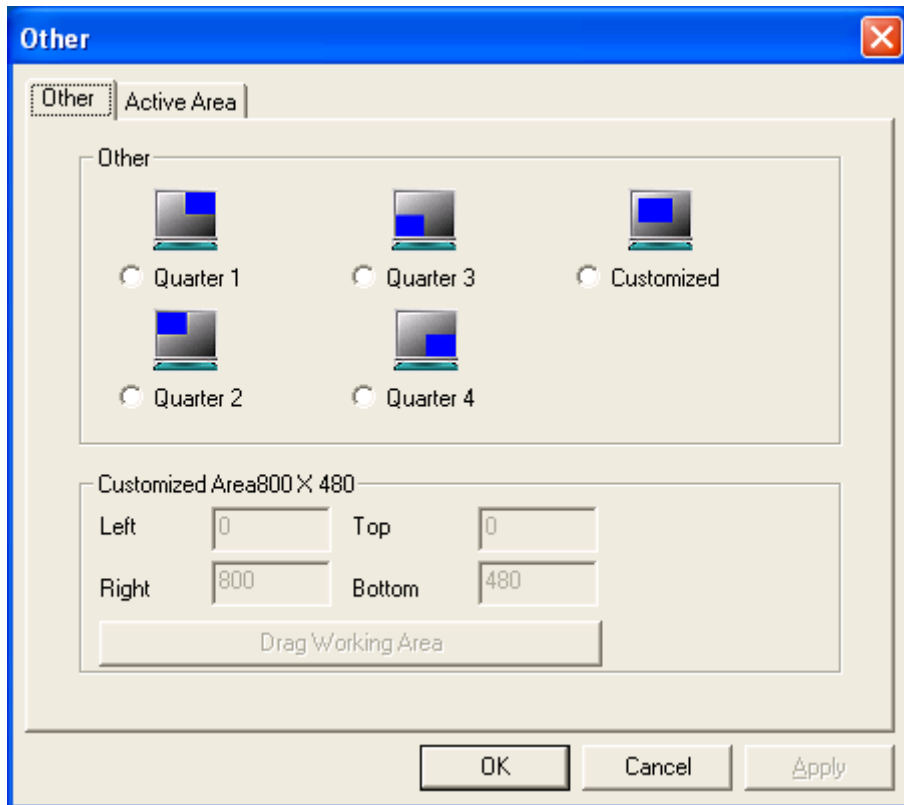 Other
Other Active Area
Other
Quarter 1 Quarter 3 Customized
Quarter 2 Quarter 4
Customized Area800 X 480
Left 0 Top 0
Right 800 Bottom 480
Drag Working Area
OK Cancel Apply